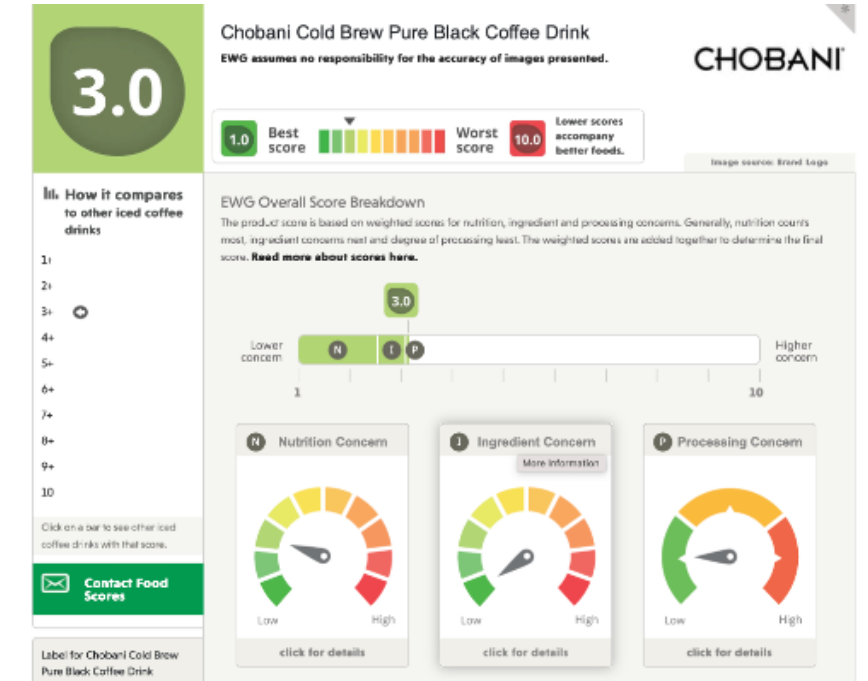 3.0
Chobani Cold Brew Pure Black Coffee Drink
EWG assumes no responsibility for the accuracy of images presented.
CHOBANI
1.0
Best
score
Worst
score
10.0
Lower scores
accompany
better foods.
Image source: Brand Logo
How it compares
to other iced coffee
drinks
1+
2+
3+
4+
5+
6+
7+
8+
9+
10
Click on a bar to see other iced
coffee drinks with that score.
Contact Food
Scores
Label for Chobani Cold Brew
Pure Black Coffee Drink
EWG Overall Score Breakdown
The product score is based on weighted scores for nutrition, ingredient and processing concerns. Generally, nutrition counts
most, ingredient concerns next and degree of processing least. The weighted scores are added together to determine the final
score. Read more about scores here.
3.0
Lower
concern
N
I
P
Higher
concern
1
10
N Nutrition Concern
Low
High
click for details
I Ingredient Concern
More information
Low
High
click for details
P Processing Concern
Low
High
click for details